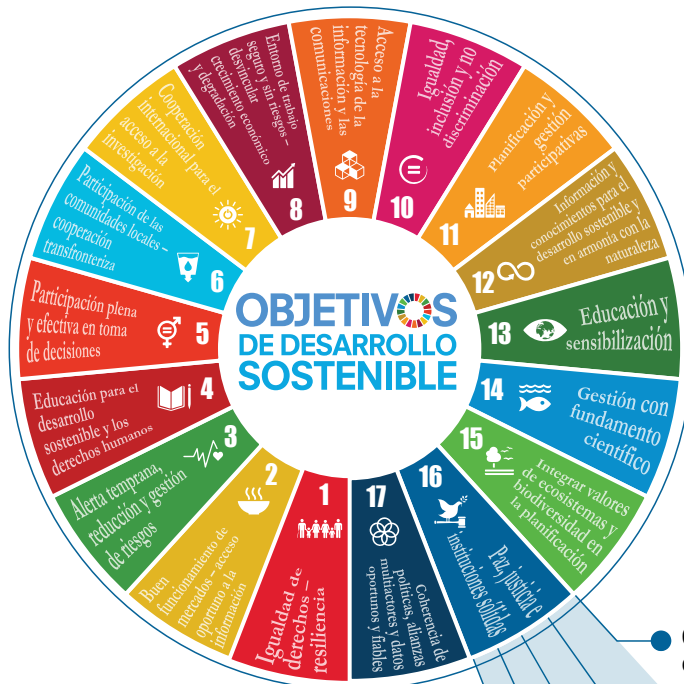 OBJETIVOS
DE DESARROLLO
SOSTENIBLE
1
Igualdad de
derechos –
resiliencia
2
Buen
funcionamiento de
mercados – acceso
oportuno a la
información
3
Alerta temprana,
reducción y gestión
de riesgos
4
Educación para el
desarrollo
sostenible y los
derechos humanos
5
Participación plena
y efectiva en toma
de decisiones
6
Participación de las
comunidades locales –
cooperación
transfronteriza
7
Cooperación
internacional para el
acceso a la
investigación
8
Entorno de trabajo
seguro y sin riesgos –
desvincular
crecimiento económico
y degradación
9
Acceso a la
tecnología de la
información y las
comunicaciones
10
Igualdad,
inclusión y no
discriminación
11
Planificación y
gestión
participativas
12
Información y
conocimientos para el
desarrollo sostenible y
en armonía con la
naturaleza
13
Educación y
sensibilización
14
Gestión con
fundamento
científico
15
Integrar valores
de ecosistemas y
biodiversidad en
la planificación
16
Paz, justicia e
instituciones sólidas
17
Coherencia de
políticas, alianzas
multiactores y datos
oportunos y fiables